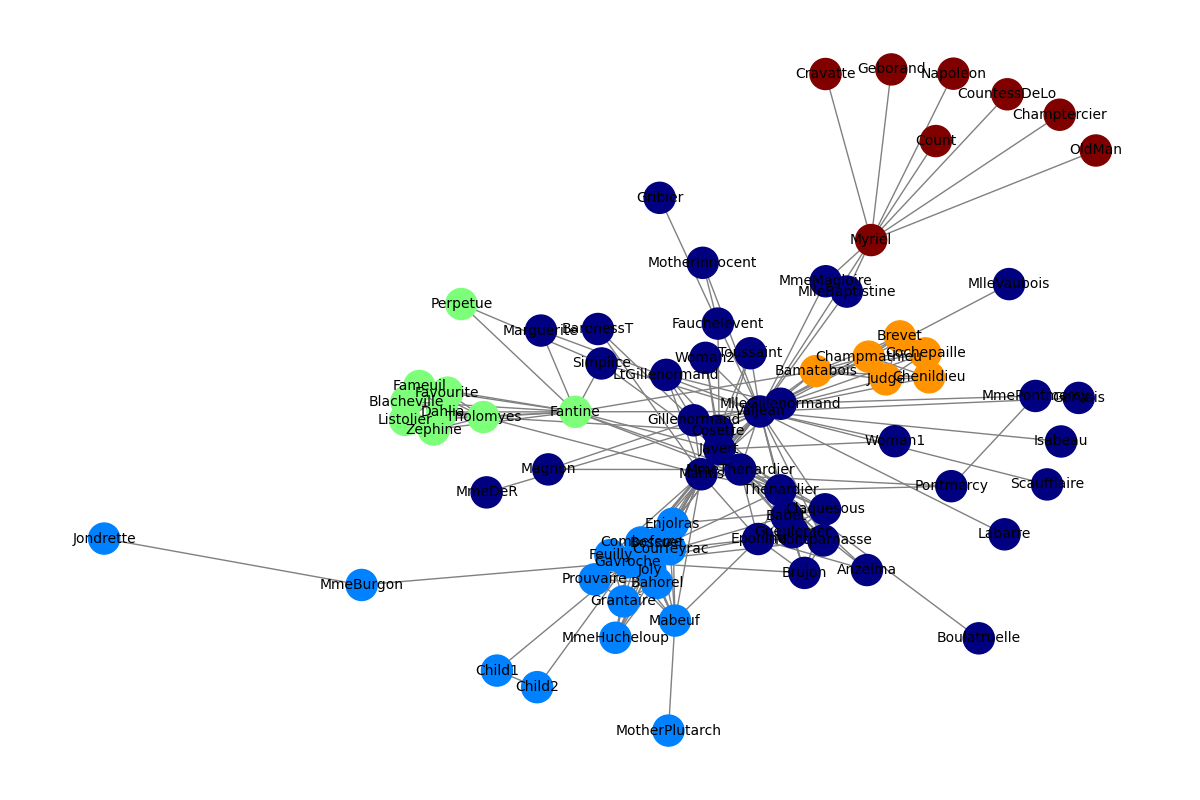 Cravatte
Geborand
Napoleon
CountessDeLo
Champtercier
Count
OldMan
Gribier
Myriel
MotherInnocent
MmeMagloire
MlleBaptistine
MlleVaubois
Perpetue
Marguerite
BaronessT
Fauchelevent
Brevet
Simplice
Woman2
Toussaint
Champmathieu
Cochepaille
LtGillenormand
Bamatabois
Judge
Chenildieu
Fameuil
Favourite
Blacheville
Dahlia
Listolier
Tholomyes
Zephine
Fantine
MlleGillenormand
Valjean
MmePontmercy
Gervais
Gillenormand
Cosette
Javert
Woman1
Isabeau
Magnon
Marius
MmeThenardier
MmeDeR
Thenardier
Pontmercy
Scaufflaire
Claquesous
Babet
Enjolras
Gueulemer
Labarre
Jondrette
Combeferre
Bossuet
Courfeyrac
Eponine
Montparnasse
Feuilly
Gavroche
Joly
Prouvaire
Bahorel
Brujon
Anzelma
MmeBurgon
Grantaire
Mabeuf
MmeHucheloup
Boulatruelle
Child1
Child2
MotherPlutarch